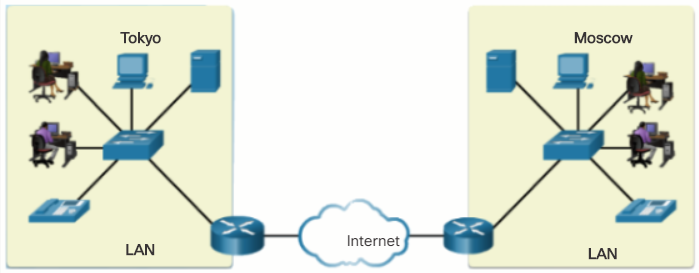 Tokyo
Moscow
Internet
LAN
LAN